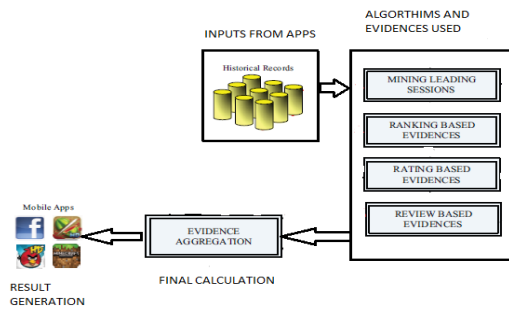 INPUTS FROM APPS
ALGORTHIMS AND
EVIDENCES USED
Historical Records
MINING LEADING
SESSIONS
RANKING BASED
EVIDENCES
RATING BASED
EVIDENCES
REVIEW BASED
EVIDENCES
Mobile Apps
f
HD
EVIDENCE
AGGREGATION
RESULT
GENERATION
FINAL CALCULATION